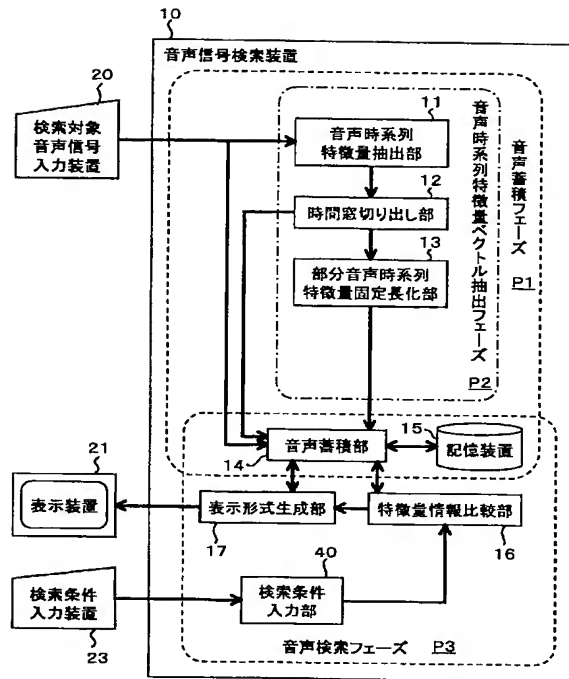 10
音声信号検索装置
20
検索対象
音声信号
入力装置
11
音声時系列
特徴量抽出部
12
時間窓切り出し部
13
部分音声時系列
特徴量固定長化部
音声時系列特徴量ベクトル抽出フェーズ
P2
音声蓄積フェーズ
P1
音声蓄積部
14
15
記憶装置
21
表示装置
表示形式生成部
17
特徴量情報比較部
16
検索条件
入力装置
23
40
検索条件
入力部
音声検索フェーズ P3